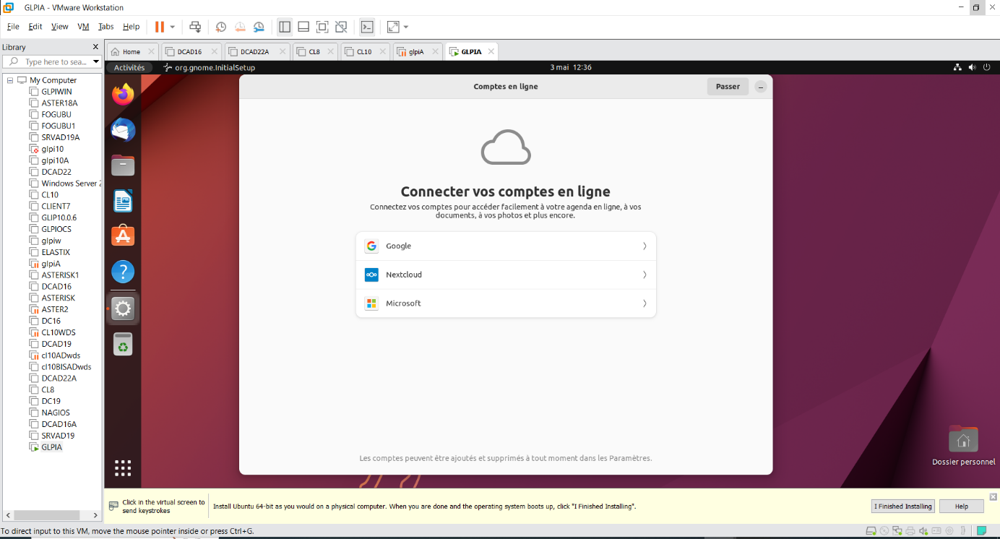 GLPIA - VMware Workstation
File Edit View VM Tabs Help
Library
Type here to sea...
My Computer
GLPIWIN
ASTER18A
FOGUBU
FOGUBU1
SRVAD19A
glpi10
glpi10A
DCAD22
Windows Server 2
CL10
CLIENT7
GLIP10.0.6
GLPIOCS
glpiw
ELASTIX
glpiA
ASTERISK1
DCAD16
ASTERISK
ASTER2
DC16
CL10WDS
DCAD19
cl10ADwds
cl10BISADwds
DCAD22A
CL8
DC19
NAGIOS
DCAD16A
SRVAD19
GLPIA
Home DCAD16 DCAD22A CL8 CL10 glpiA GLPIA
Activités org.gnome.InitialSetup 3 mai 12:36
Comptes en ligne Passer
Connecter vos comptes en ligne
Connectez vos comptes pour accéder facilement à votre agenda en ligne, à vos
documents, à vos photos et plus encore.
Google
Nextcloud
Microsoft
Les comptes peuvent être ajoutés et supprimés à tout moment dans les Paramètres.
Dossier personnel
Click in the virtual screen to
send keystrokes
Install Ubuntu 64-bit as you would on a physical computer. When you are done and the operating system boots up, click "I Finished Installing".
I Finished Installing Help
To direct input to this VM, move the mouse pointer inside or press Ctrl+G.